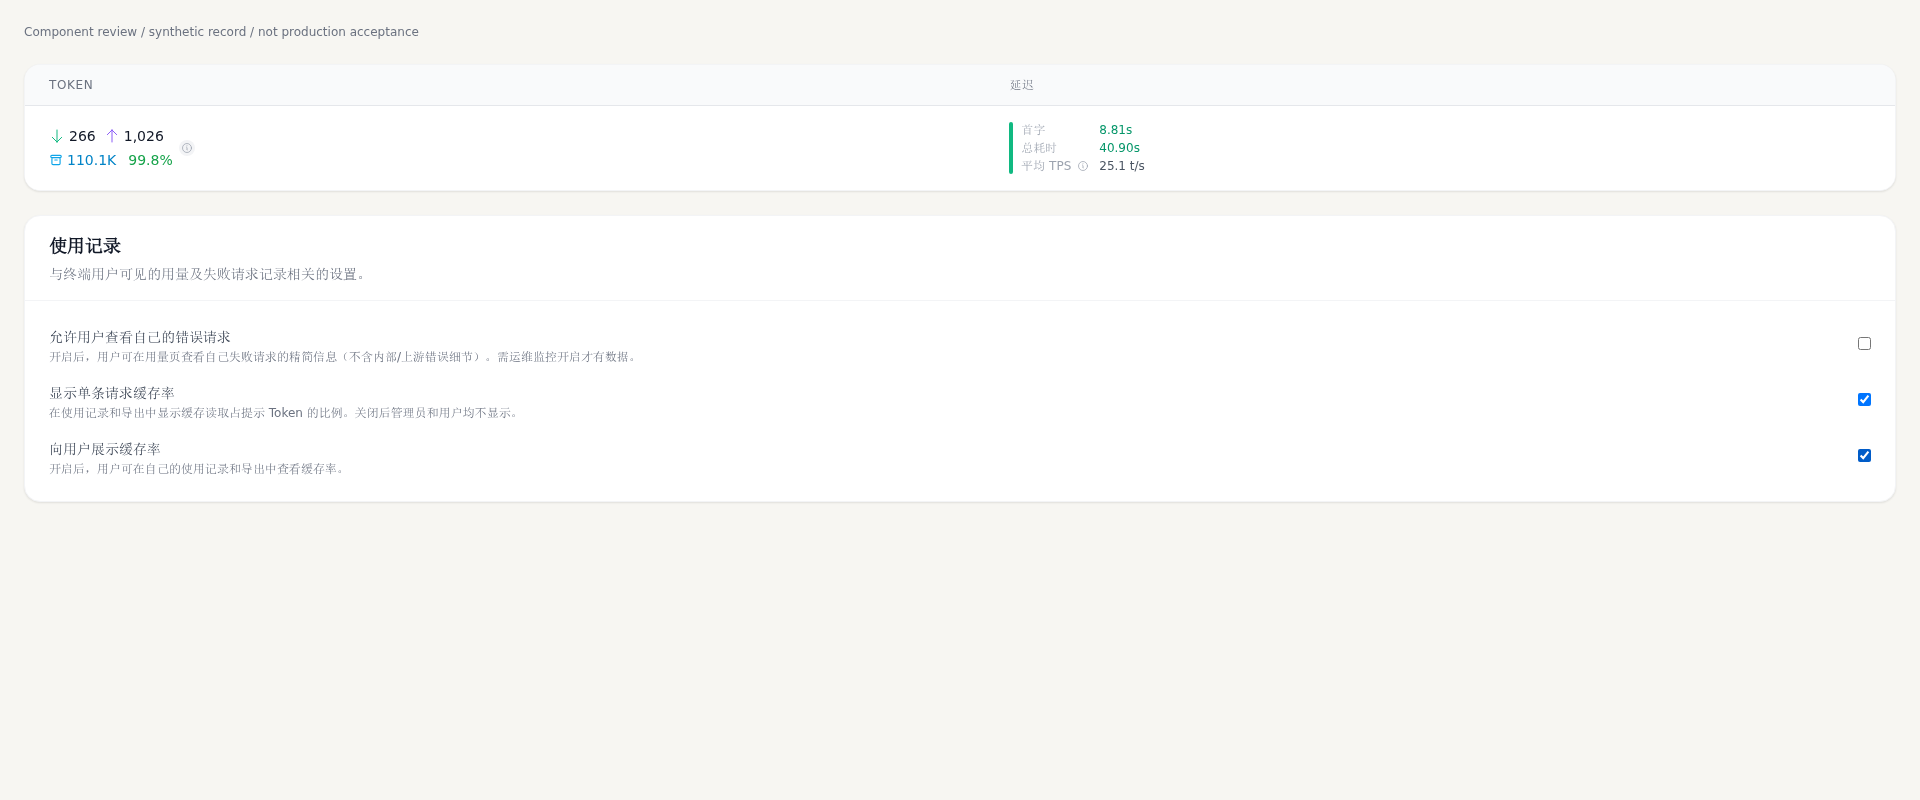 Component review / synthetic record / not production acceptance
TOKEN 延迟
266 1,026
110.1K 99.8%
首字 8.81s
总耗时 40.90s
平均 TPS 25.1 t/s
使用记录
与终端用户可见的用量及失败请求记录相关的设置。
允许用户查看自己的错误请求
开启后，用户可在用量页查看自己失败请求的精简信息（不含内部/上游错误细节）。需运维监控开启才有数据。
显示单条请求缓存率
在使用记录和导出中显示缓存读取占提示 Token 的比例。关闭后管理员和用户均不显示。
向用户展示缓存率
开启后，用户可在自己的使用记录和导出中查看缓存率。